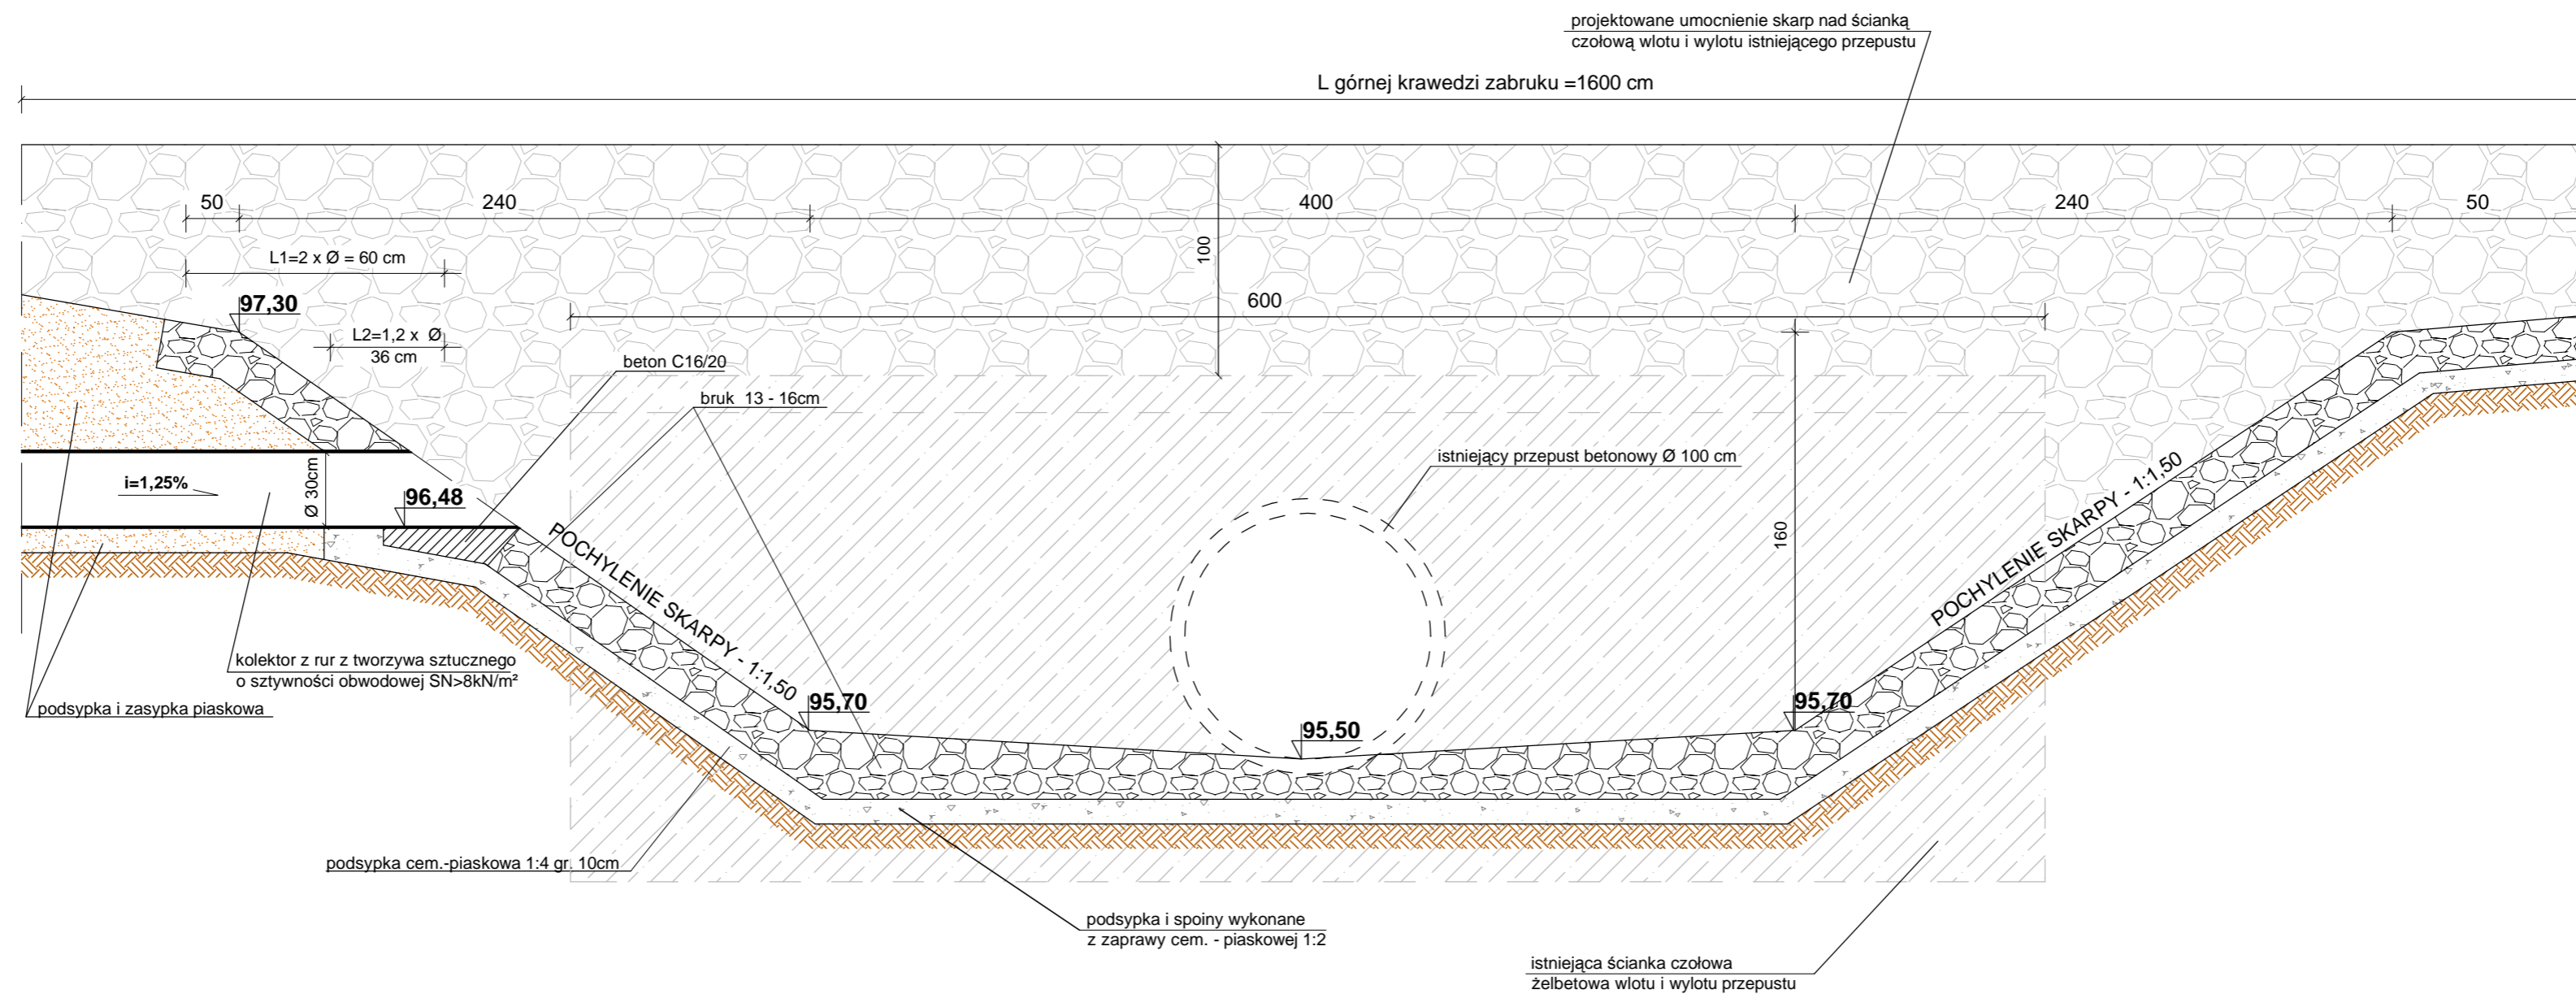 projektowane umocnienie skarp nad ścianką
czołową wlotu i wylotu istniejącego przepustu
L górnej krawedzi zabruku =1600 cm
50
240
400
240
50
100
L1=2 x Ø = 60 cm
97,30
600
L2=1,2 x Ø
36 cm
beton C16/20
bruk 13 - 16cm
istniejący przepust betonowy Ø 100 cm
i=1,25%
Ø 30cm
96,48
160
POCHYLENIE SKARPY - 1:1,50
POCHYLENIE SKARPY - 1:1,50
kolektor z rur z tworzywa sztucznego
o sztywności obwodowej SN>8kN/m²
podsypka i zasypka piaskowa
95,70
95,50
95,70
podsypka cem.-piaskowa 1:4 gr. 10cm
podsypka i spoiny wykonane
z zaprawy cem. - piaskowej 1:2
istniejąca ścianka czołowa
żelbetowa wlotu i wylotu przepustu